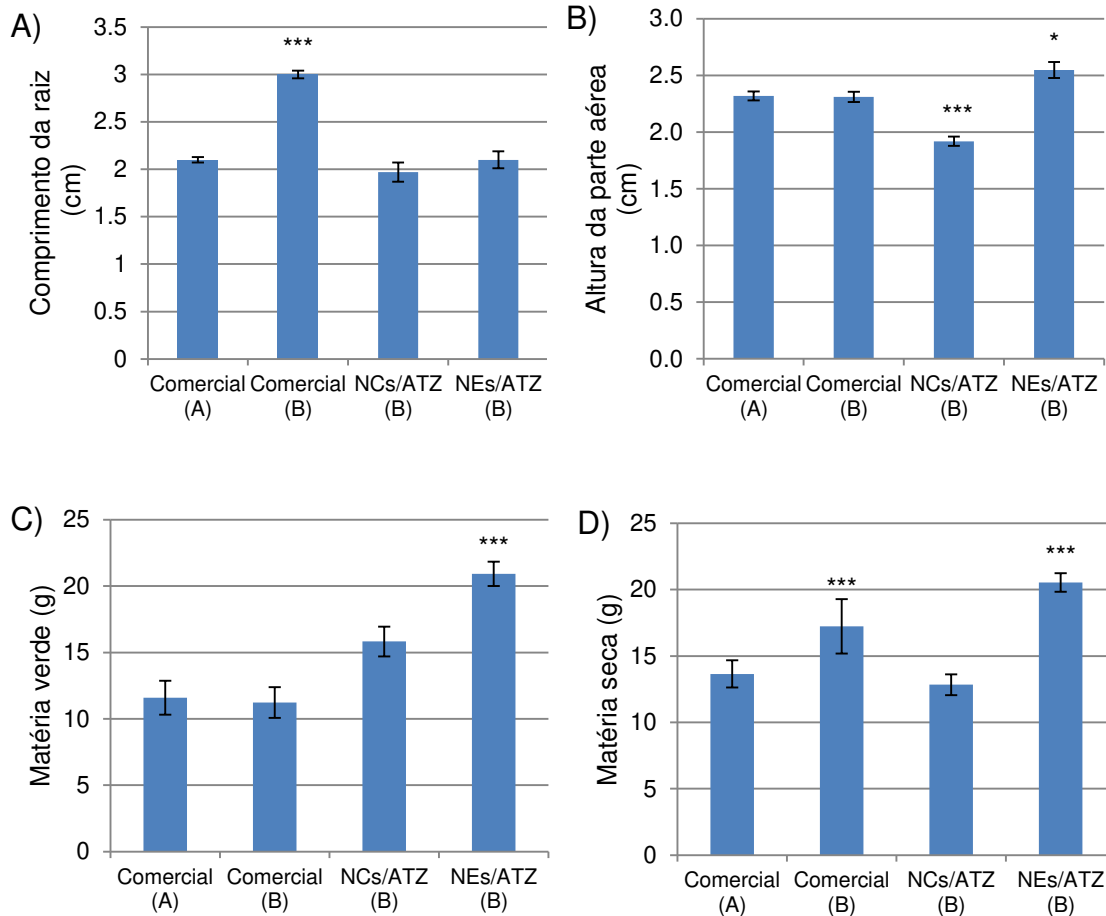 A)
Comprimento da raiz
(cm)
3.5
3
2.5
2
1.5
1
0.5
0
***
Comercial Comercial NCs/ATZ NEs/ATZ
(A) (B) (B) (B)
B)
Altura da parte aérea
(cm)
3.0
2.5
2.0
1.5
1.0
0.5
0.0
***
*
Comercial Comercial NCs/ATZ NEs/ATZ
(A) (B) (B) (B)
C)
Matéria verde (g)
25
20
15
10
5
0
***
Comercial Comercial NCs/ATZ NEs/ATZ
(A) (B) (B) (B)
D)
Matéria seca (g)
25
20
15
10
5
0
***
***
Comercial Comercial NCs/ATZ NEs/ATZ
(A) (B) (B) (B)